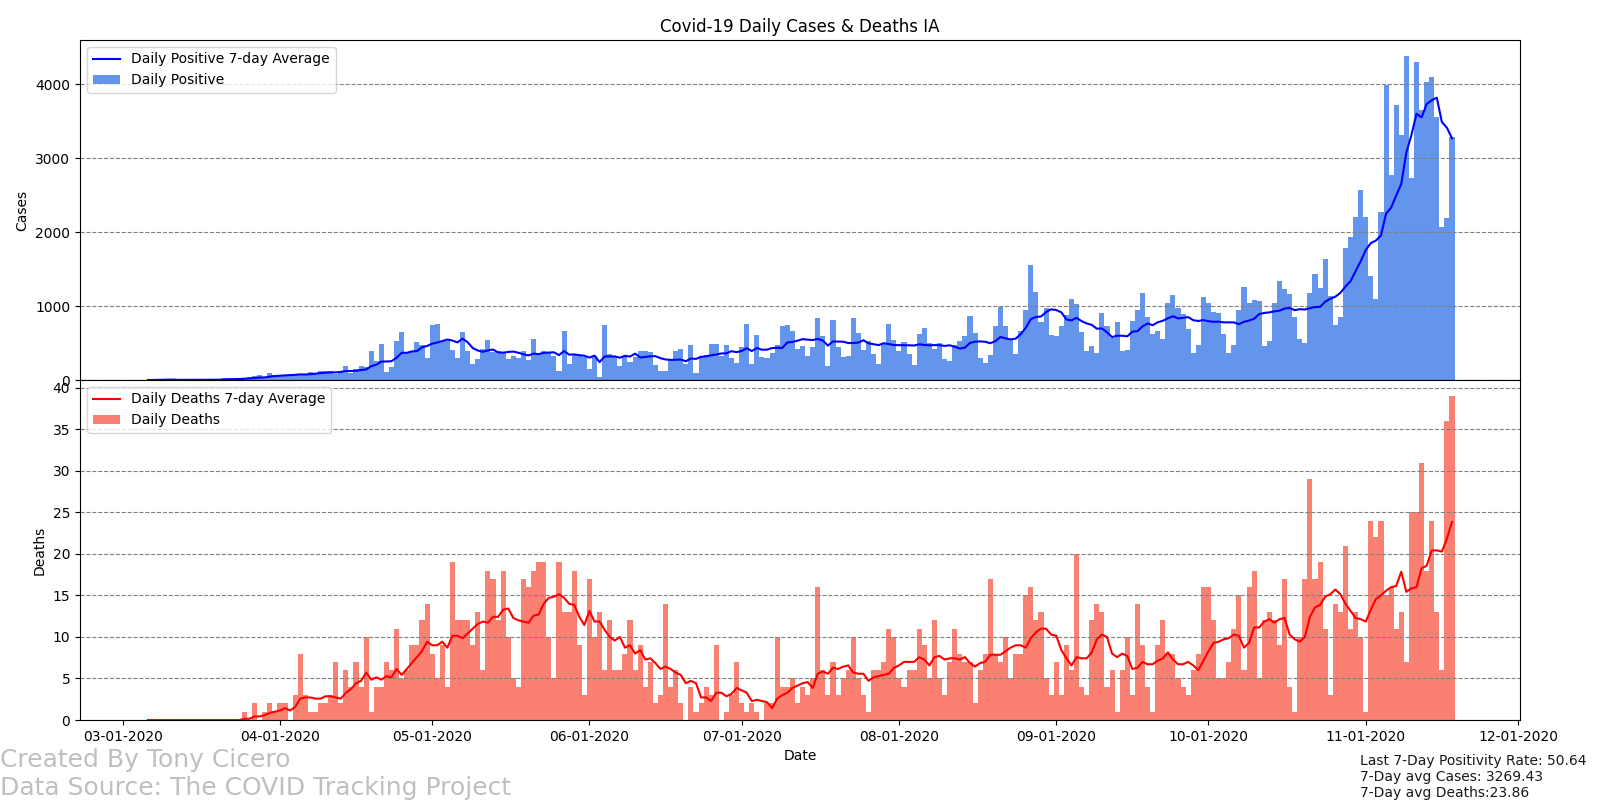 Covid-19 Daily Cases & Deaths IA
Daily Positive 7-day Average
Daily Positive
4000
3000
2000
1000
0
Cases
Daily Deaths 7-day Average
Daily Deaths
40
35
30
25
20
15
10
5
0
Deaths
03-01-2020 04-01-2020 05-01-2020 06-01-2020 07-01-2020 08-01-2020 09-01-2020 10-01-2020 11-01-2020 12-01-2020
Date
Created By Tony Cicero
Data Source: The COVID Tracking Project
Last 7-Day Positivity Rate: 50.64
7-Day avg Cases: 3269.43
7-Day avg Deaths:23.86